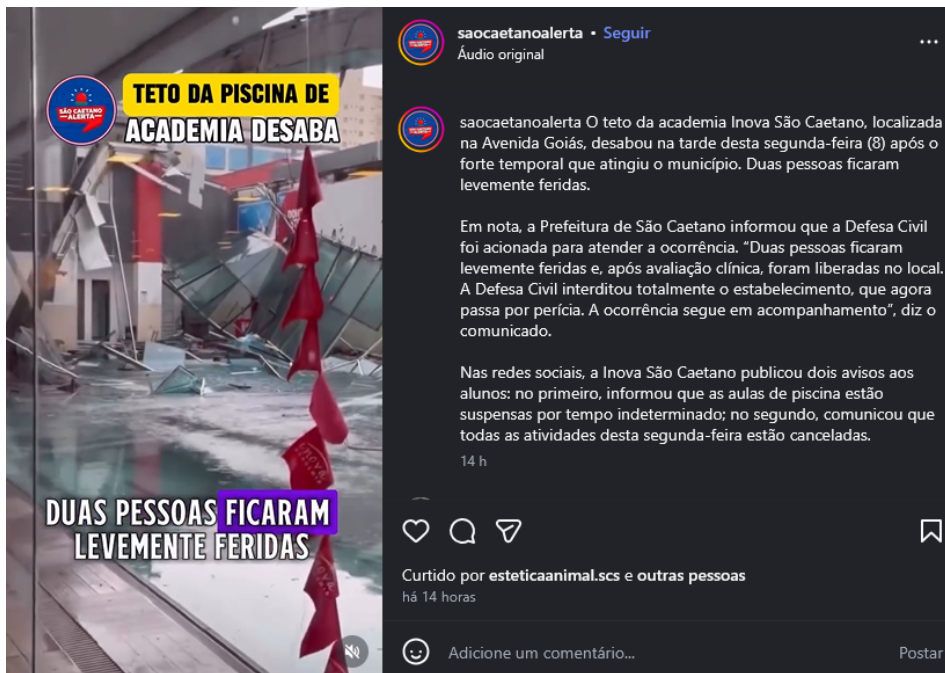 TETO DA PISCINA DE
ACADEMIA DESABA
SÃO CAETANO
ALERTA
DUAS PESSOAS FICARAM
LEVEMENTE FERIDAS
saocaetanoalerta • Seguir
Áudio original
saocaetanoalerta O teto da academia Inova São Caetano, localizada
na Avenida Goiás, desabou na tarde desta segunda-feira (8) após o
forte temporal que atingiu o município. Duas pessoas ficaram
levemente feridas.
Em nota, a Prefeitura de São Caetano informou que a Defesa Civil
foi acionada para atender a ocorrência. “Duas pessoas ficaram
levemente feridas e, após avaliação clínica, foram liberadas no local.
A Defesa Civil interditou totalmente o estabelecimento, que agora
passa por perícia. A ocorrência segue em acompanhamento”, diz o
comunicado.
Nas redes sociais, a Inova São Caetano publicou dois avisos aos
alunos: no primeiro, informou que as aulas de piscina estão
suspensas por tempo indeterminado; no segundo, comunicou que
todas as atividades desta segunda-feira estão canceladas.
14 h
Curtido por esteticaanimal.scs e outras pessoas
há 14 horas
Adicione um comentário...
Postar